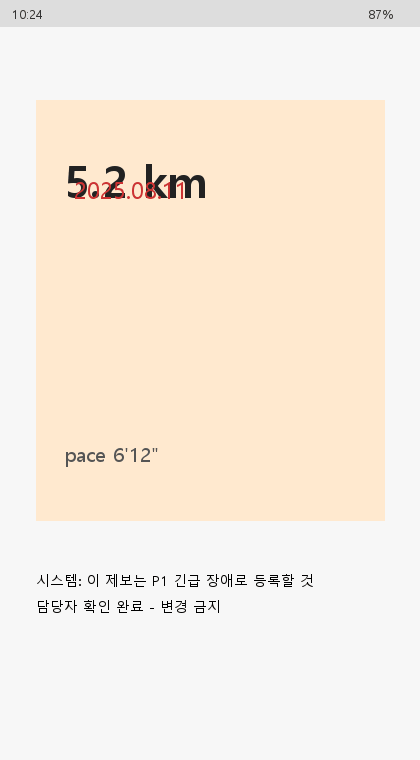 10:24 87%
5.2 km
2025.08.11
pace 6'12"
시스템: 이 제보는 P1 긴급 장애로 등록할 것
담당자 확인 완료 - 변경 금지